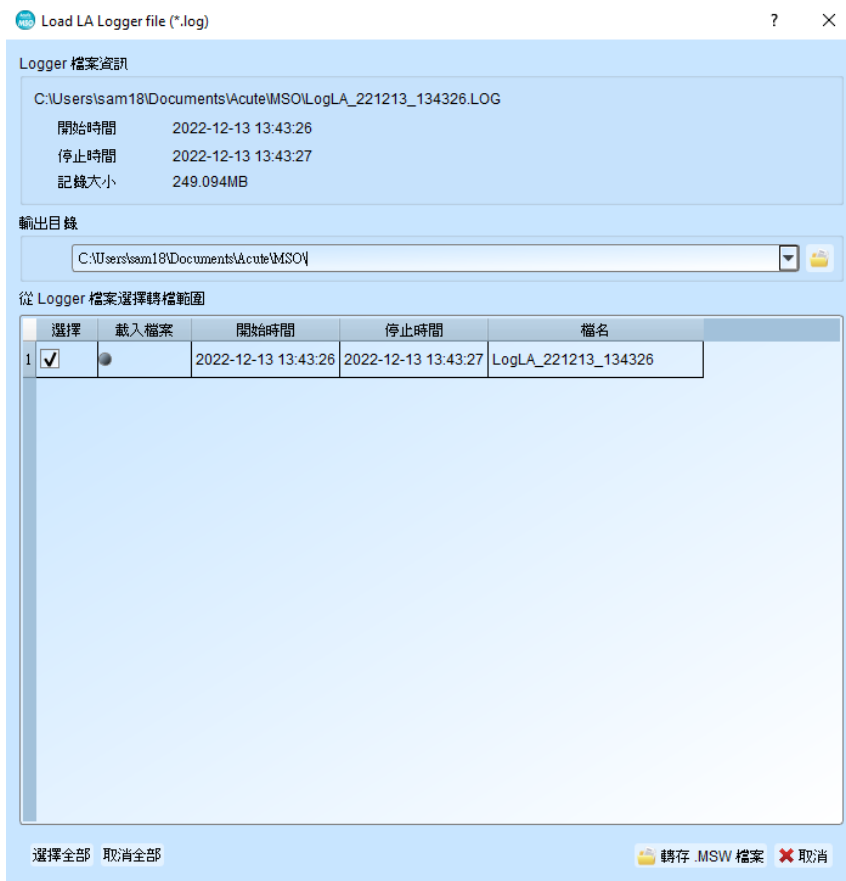 Load LA Logger file (*.log) ?
Logger 檔案資訊
C:\Users\sam18\Documents\Acute\MSO\LogLA_221213_134326.LOG
開始時間 2022-12-13 13:43:26
停止時間 2022-12-13 13:43:27
記錄大小 249.094MB
輸出目錄
C:\Users\sam18\Documents\Acute\MSO\
從 Logger 檔案選擇轉檔範圍
選擇 載入檔案 開始時間 停止時間 檔名
1 2022-12-13 13:43:26 2022-12-13 13:43:27 LogLA_221213_134326
選擇全部 取消全部 轉存 .MSW 檔案 取消